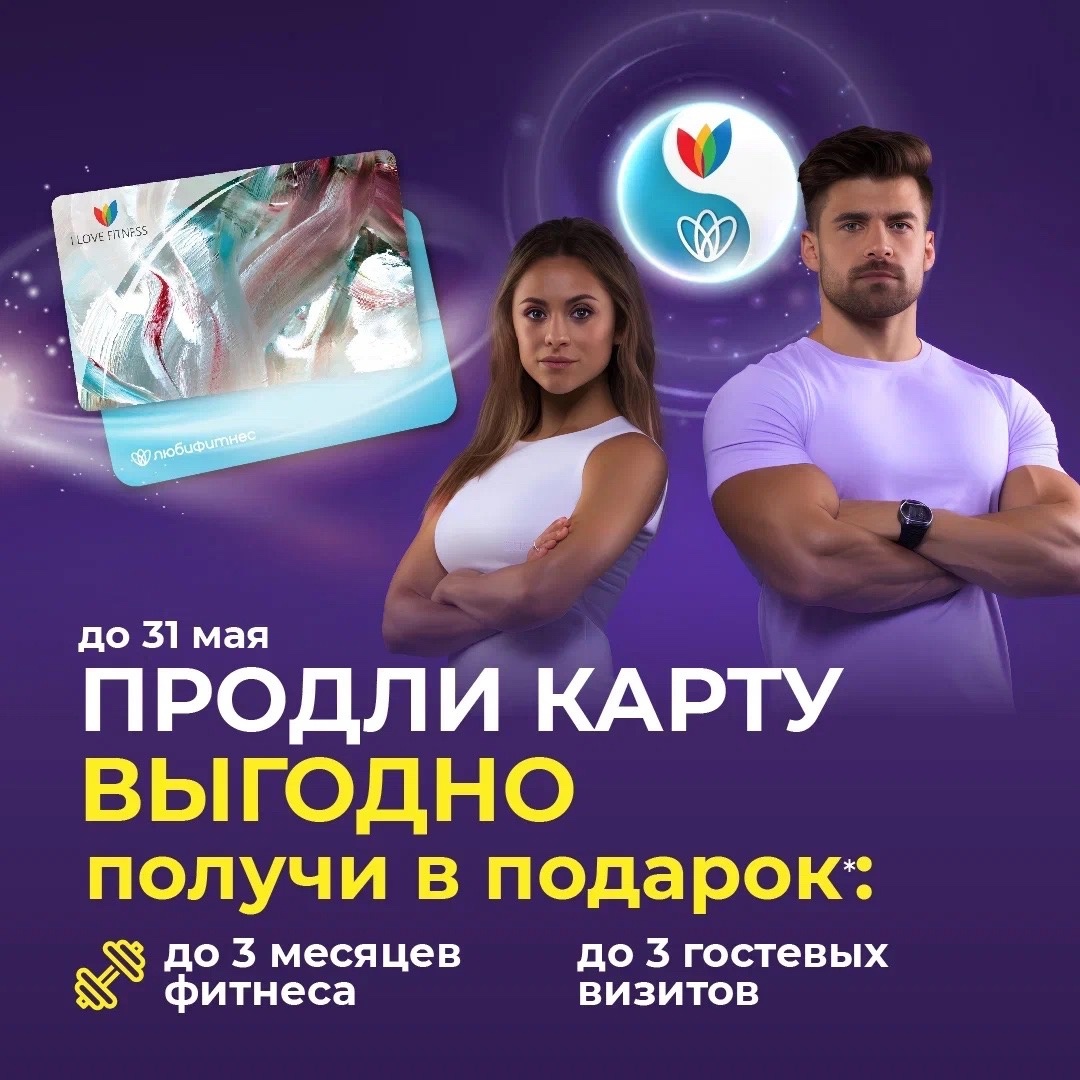 I LOVE FITNESS
любифитнес
до 31 мая
ПРОДЛИ КАРТУ
ВЫГОДНО
получи в подарок*:
до 3 месяцев
фитнеса
до 3 гостевых
визитов